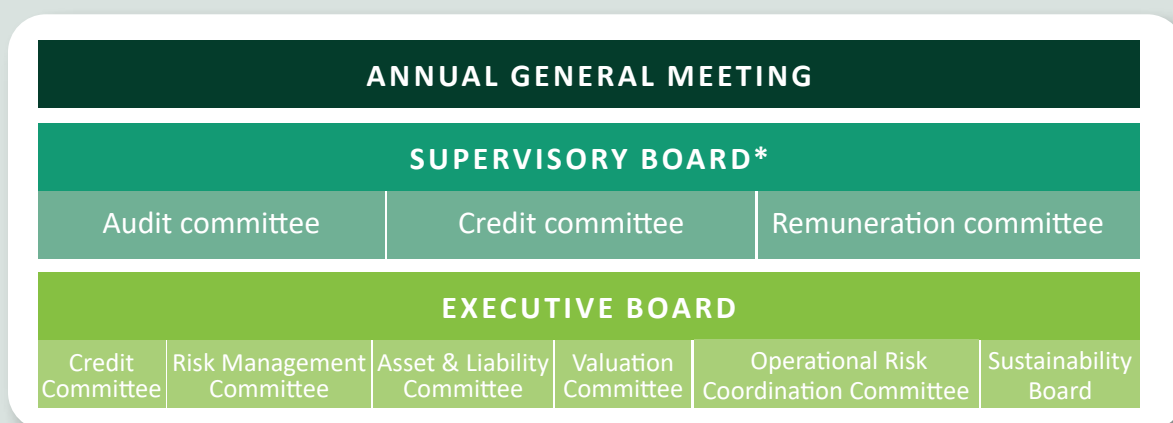 ANNUAL GENERAL MEETING
SUPERVISORY BOARD*
Audit committee
Credit committee
Remuneration committee
EXECUTIVE BOARD
Credit
Committee
Risk Management
Committee
Asset & Liability
Committee
Valuation
Committee
Operational Risk
Coordination Committee
Sustainability
Board